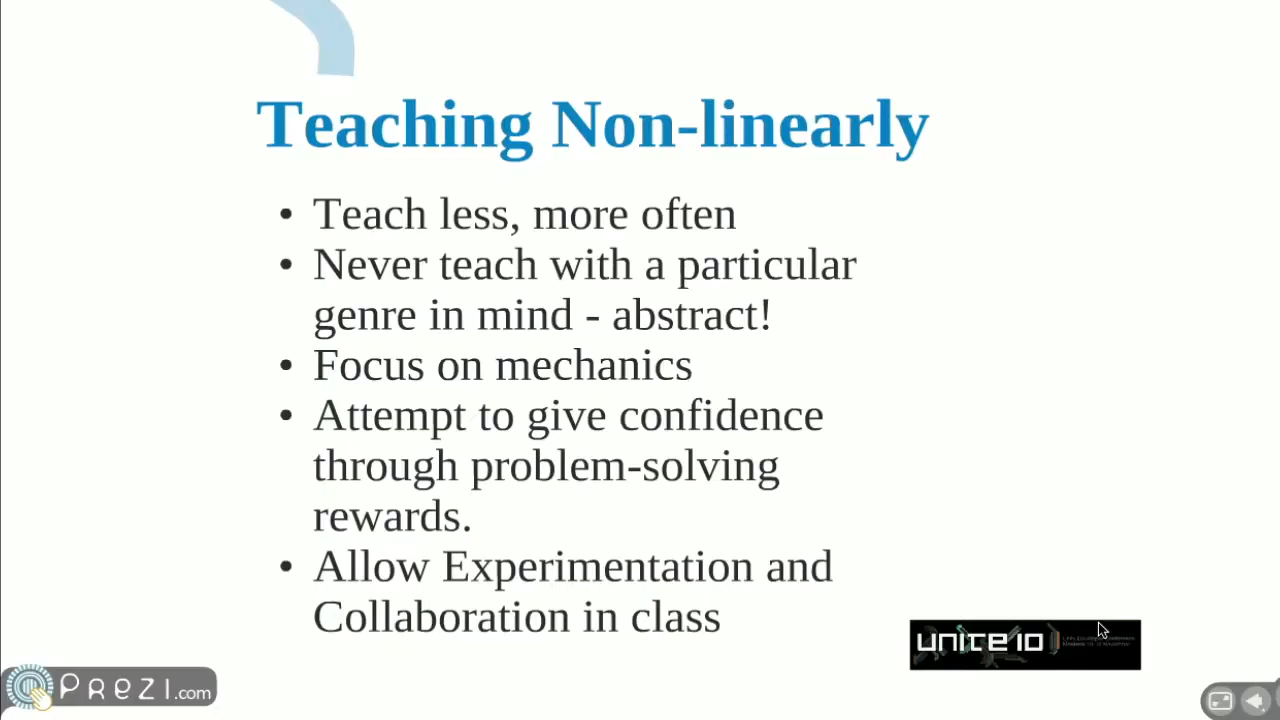 Teaching Non-linearly
• Teach less, more often
• Never teach with a particular
genre in mind - abstract!
• Focus on mechanics
• Attempt to give confidence
through problem-solving
rewards.
• Allow Experimentation and
Collaboration in class
unite10
Prezi.com